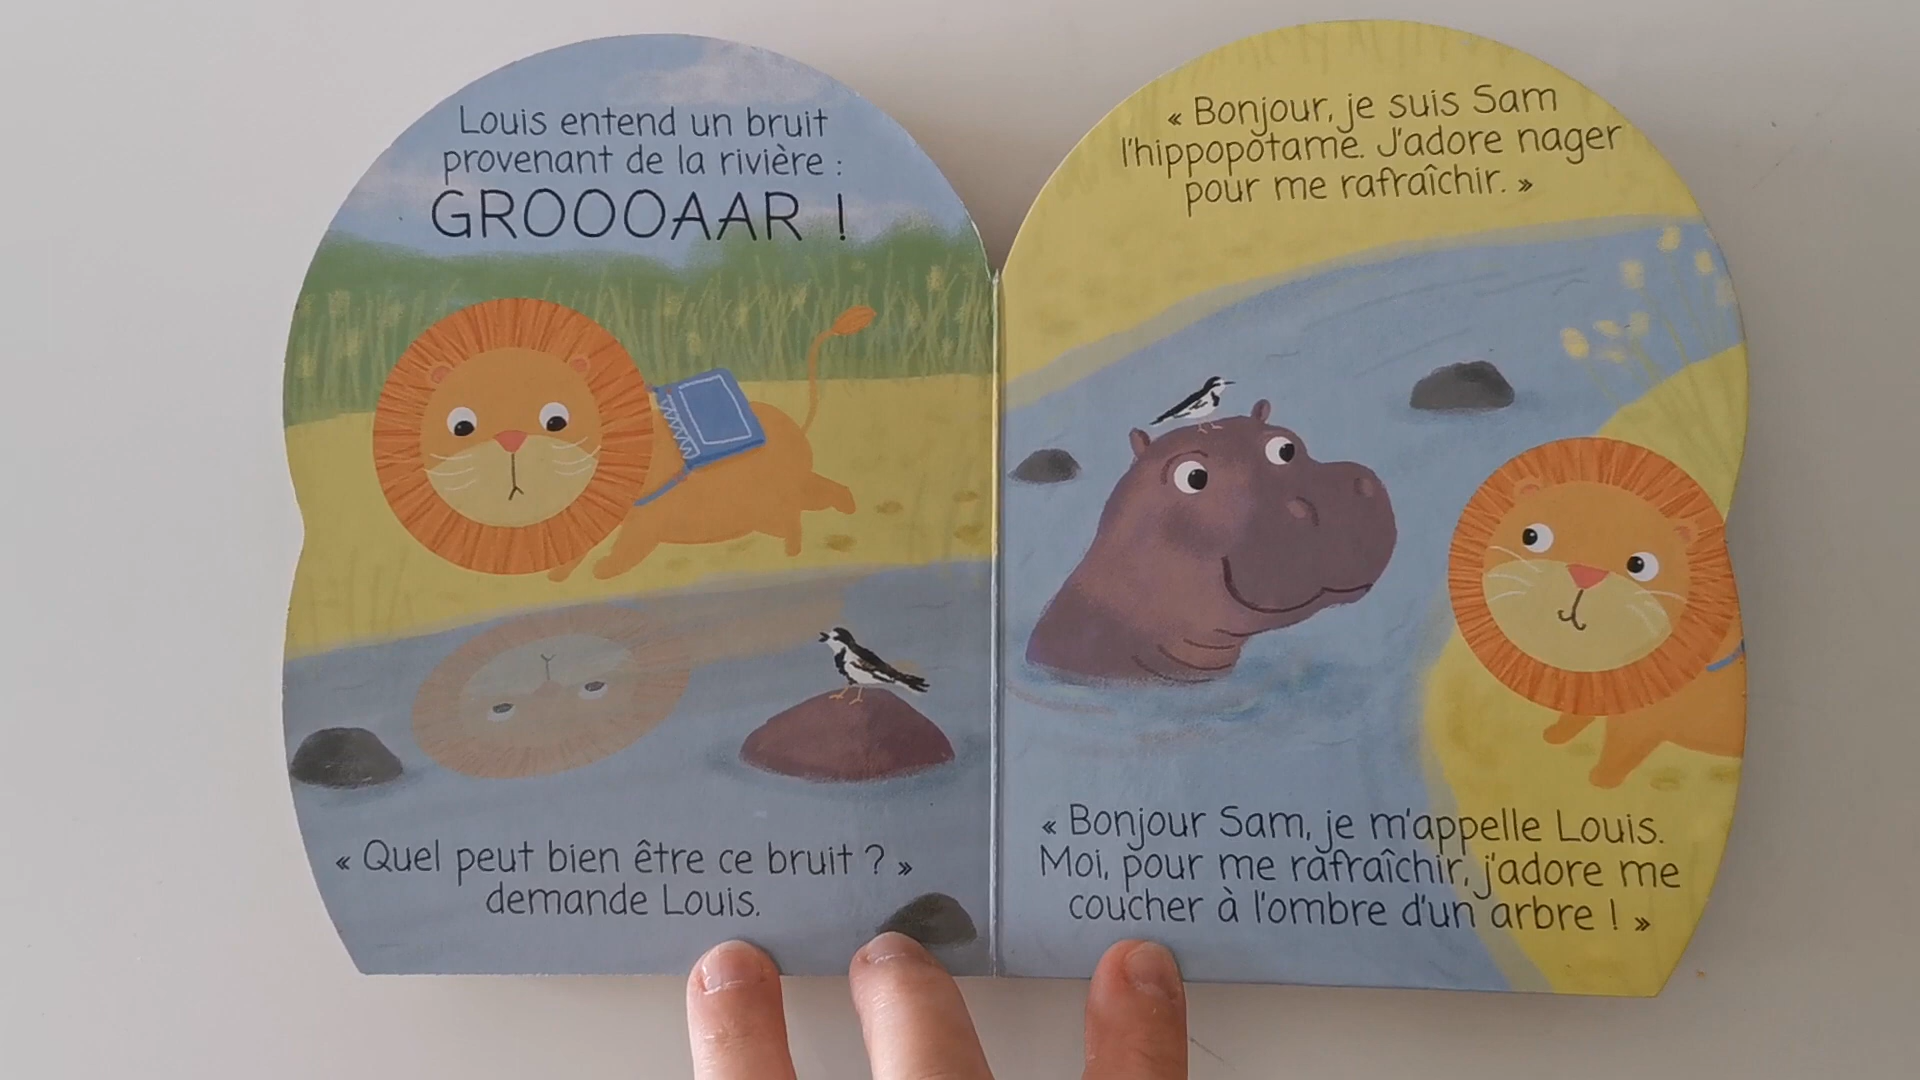 Louis entend un bruit
provenant de la rivière :
GROOOAAR !
« Quel peut bien être ce bruit ? »
demande Louis.
« Bonjour, je suis Sam
l'hippopotame. J'adore nager
pour me rafraîchir. »
« Bonjour Sam, je m'appelle Louis.
Moi, pour me rafraîchir, j'adore me
coucher à l'ombre d'un arbre ! »